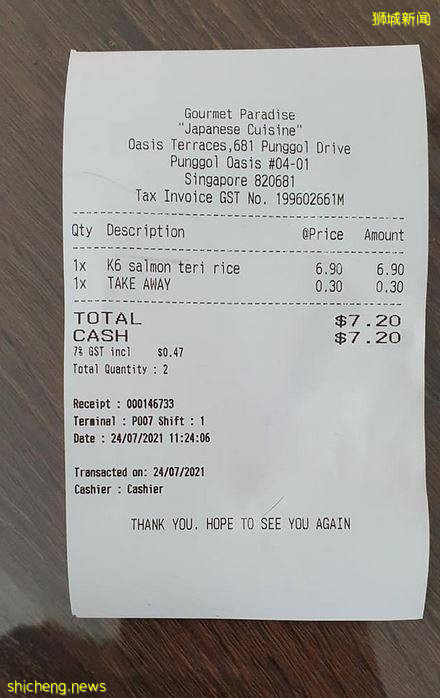 狮城新闻
Gourmet Paradise
"Japanese Cuisine"
Oasis Terraces,681 Punggol Drive
Punggol Oasis #04-01
Singapore 820681
Tax Invoice GST No. 199602661M
Qty Description @Price Amount
1x K6 salmon teri rice 6.90 6.90
1x TAKE AWAY 0.30 0.30
TOTAL $7.20
CASH $7.20
7% GST incl $0.47
Total Quantity : 2
Receipt : 000146733
Terminal : P007 Shift : 1
Date : 24/07/2021 11:24:06
Transacted on: 24/07/2021
Cashier : Cashier
THANK YOU. HOPE TO SEE YOU AGAIN
shicheng.news